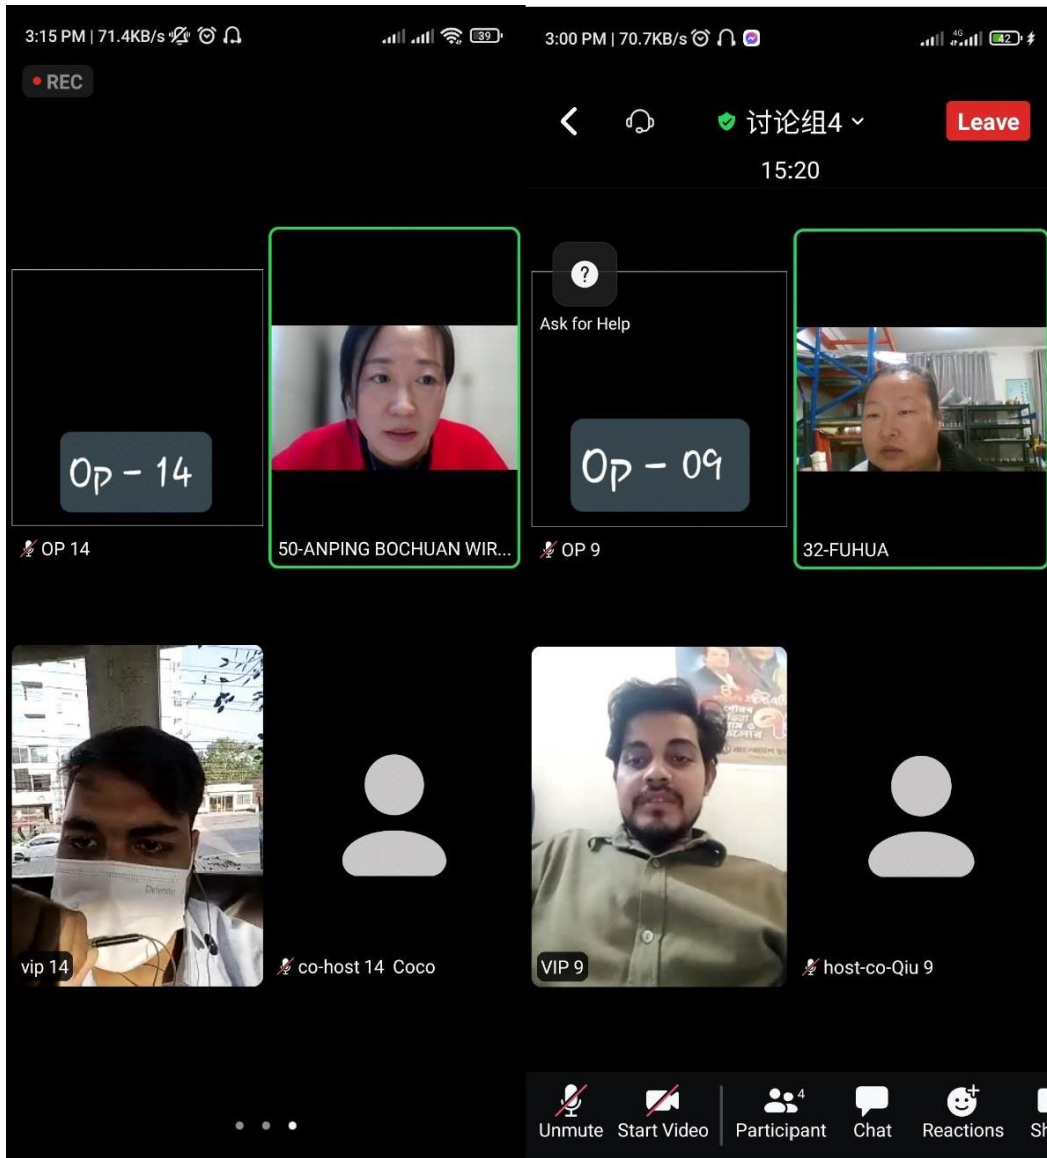 3:15 PM | 71.4KB/s
39
REC
Op - 14
OP 14
50-ANPING BOCHUAN WIR...
vip 14
co-host 14 Coco
3:00 PM | 70.7KB/s
4G
42
讨论组4
Leave
15:20
?
Ask for Help
Op - 09
OP 9
32-FUHUA
VIP 9
host-co-Qiu 9
4
Unmute
Start Video
Participant
Chat
Reactions